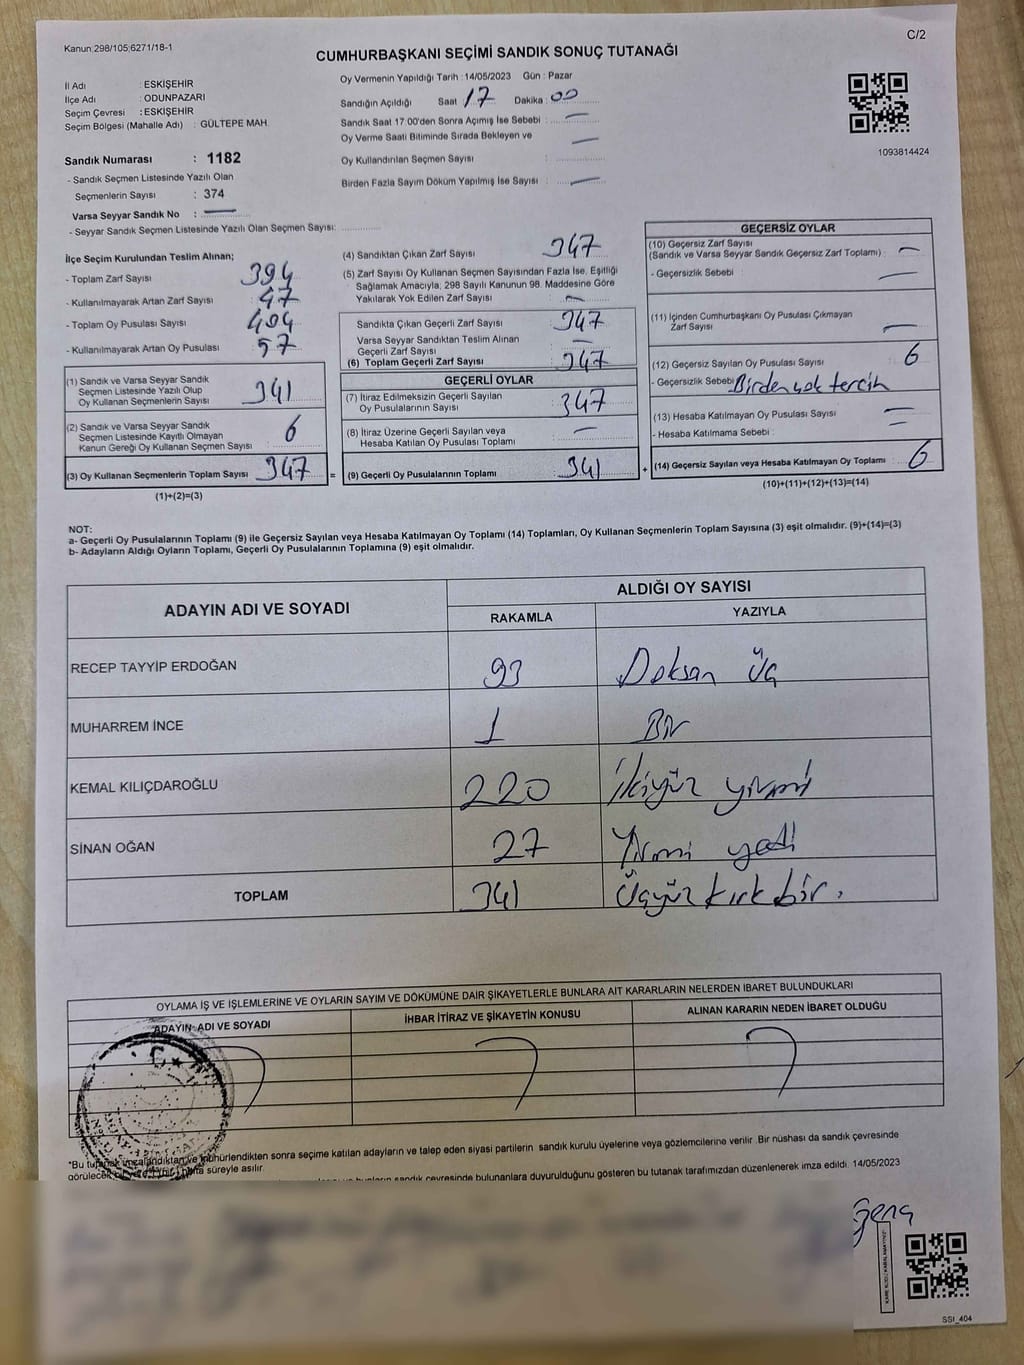 Kanun:298/105;6271/18-1
C/2
CUMHURBAŞKANI SEÇİMİ SANDIK SONUÇ TUTANAĞI
İl Adı : ESKİŞEHİR
İlçe Adı : ODUNPAZARI
Seçim Çevresi : ESKİŞEHİR
Seçim Bölgesi (Mahalle Adı) : GÜLTEPE MAH.
Sandık Numarası : 1182
- Sandık Seçmen Listesinde Yazılı Olan
Seçmenlerin Sayısı : 374
Varsa Seyyar Sandık No : —
- Seyyar Sandık Seçmen Listesinde Yazılı Olan Seçmen Sayısı:
Oy Vermenin Yapıldığı Tarih :14/05/2023 Gün : Pazar
Sandığın Açıldığı Saat 17 Dakika : 00
Sandık Saat 17.00'den Sonra Açımış İse Sebebi : —
Oy Verme Saati Bitiminde Sırada Bekleyen ve —
Oy Kullandırılan Seçmen Sayısı :
Birden Fazla Sayım Döküm Yapılmış İse Sayısı : —
1093814424
İlçe Seçim Kurulundan Teslim Alınan;
- Toplam Zarf Sayısı 394
- Kullanılmayarak Artan Zarf Sayısı : 47
- Toplam Oy Pusulası Sayısı : 404
- Kullanılmayarak Artan Oy Pusulası : 57
(1) Sandık ve Varsa Seyyar Sandık
Seçmen Listesinde Yazılı Olup
Oy Kullanan Seçmenlerin Sayısı : 341
(2) Sandık ve Varsa Seyyar Sandık
Seçmen Listesinde Kayıtlı Olmayan
Kanun Gereği Oy Kullanan Seçmen Sayısı : 6
(3) Oy Kullanan Seçmenlerin Toplam Sayısı : 347
(1)+(2)=(3)
(4) Sandıktan Çıkan Zarf Sayısı : 347
(5) Zarf Sayısı Oy Kullanan Seçmen Sayısından Fazla İse, Eşitliği
Sağlamak Amacıyla, 298 Sayılı Kanunun 98. Maddesine Göre
Yakılarak Yok Edilen Zarf Sayısı : —
Sandıkta Çıkan Geçerli Zarf Sayısı : 347
Varsa Seyyar Sandıktan Teslim Alınan
Geçerli Zarf Sayısı : —
(6) Toplam Geçerli Zarf Sayısı : 347
GEÇERLİ OYLAR
(7) İtiraz Edilmeksizin Geçerli Sayılan
Oy Pusulalarının Sayısı : 347
(8) İtiraz Üzerine Geçerli Sayılan veya
Hesaba Katılan Oy Pusulası Toplamı : —
= (9) Geçerli Oy Pusulalarının Toplamı : 341 +
GEÇERSİZ OYLAR
(10) Geçersiz Zarf Sayısı
(Sandık ve Varsa Seyyar Sandık Geçersiz Zarf Toplamı) : —
- Geçersizlik Sebebi : —
(11) İçinden Cumhurbaşkanı Oy Pusulası Çıkmayan
Zarf Sayısı : —
(12) Geçersiz Sayılan Oy Pusulası Sayısı : 6
- Geçersizlik Sebebi : Birden çok tercih
(13) Hesaba Katılmayan Oy Pusulası Sayısı : —
- Hesaba Katılmama Sebebi : —
(14) Geçersiz Sayılan veya Hesaba Katılmayan Oy Toplamı : 6
(10)+(11)+(12)+(13)=(14)
NOT:
a- Geçerli Oy Pusulalarının Toplamı (9) ile Geçersiz Sayılan veya Hesaba Katılmayan Oy Toplamı (14) Toplamları, Oy Kullanan Seçmenlerin Toplam Sayısına (3) eşit olmalıdır. (9)+(14)=(3)
b- Adayların Aldığı Oyların Toplamı, Geçerli Oy Pusulalarının Toplamına (9) eşit olmalıdır.
ADAYIN ADI VE SOYADI
ALDIĞI OY SAYISI
RAKAMLA YAZIYLA
RECEP TAYYİP ERDOĞAN 93 Doksan üç
MUHARREM İNCE 1 Bir
KEMAL KILIÇDAROĞLU 220 İkiyüz yirmi
SİNAN OĞAN 27 Yirmi yedi
TOPLAM 341 Üçyüz kırk bir.
OYLAMA İŞ VE İŞLEMLERİNE VE OYLARIN SAYIM VE DÖKÜMÜNE DAİR ŞİKAYETLERLE BUNLARA AİT KARARLARIN NELERDEN İBARET BULUNDUKLARI
ADAYIN ADI VE SOYADI İHBAR İTİRAZ VE ŞİKAYETİN KONUSU ALINAN KARARIN NEDEN İBARET OLDUĞU
*Bu tutanak imzalandıktan ve mühürlendikten sonra seçime katılan adayların ve talep eden siyasi partilerin sandık kurulu üyelerine veya gözlemcilerine verilir. Bir nüshası da sandık çevresinde
görülecek bir yere süreyle asılır.
sandık çevresinde bulunanlara duyurulduğunu gösteren bu tutanak tarafımızdan düzenlenerek imza edildi. 14/05/2023
SSI_404